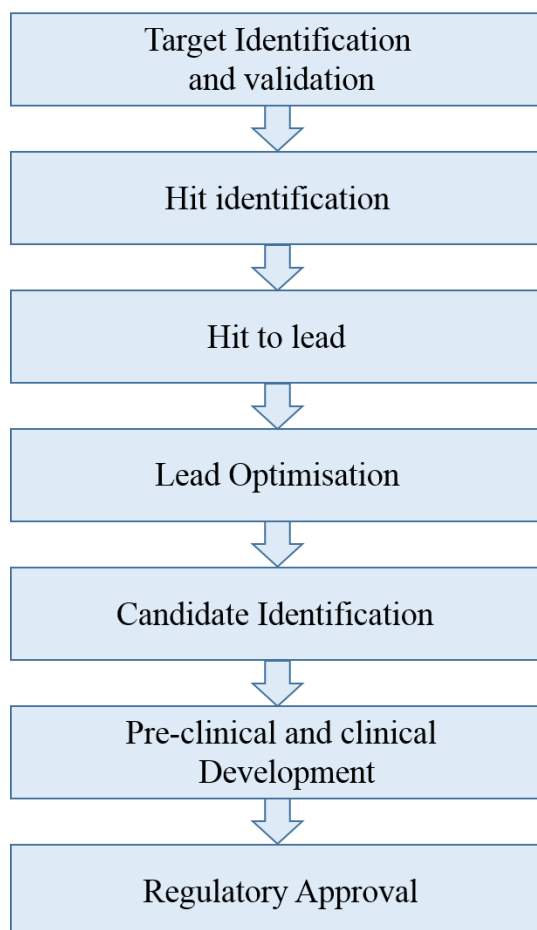 Target Identification
and validation
Hit identification
Hit to lead
Lead Optimisation
Candidate Identification
Pre-clinical and clinical
Development
Regulatory Approval